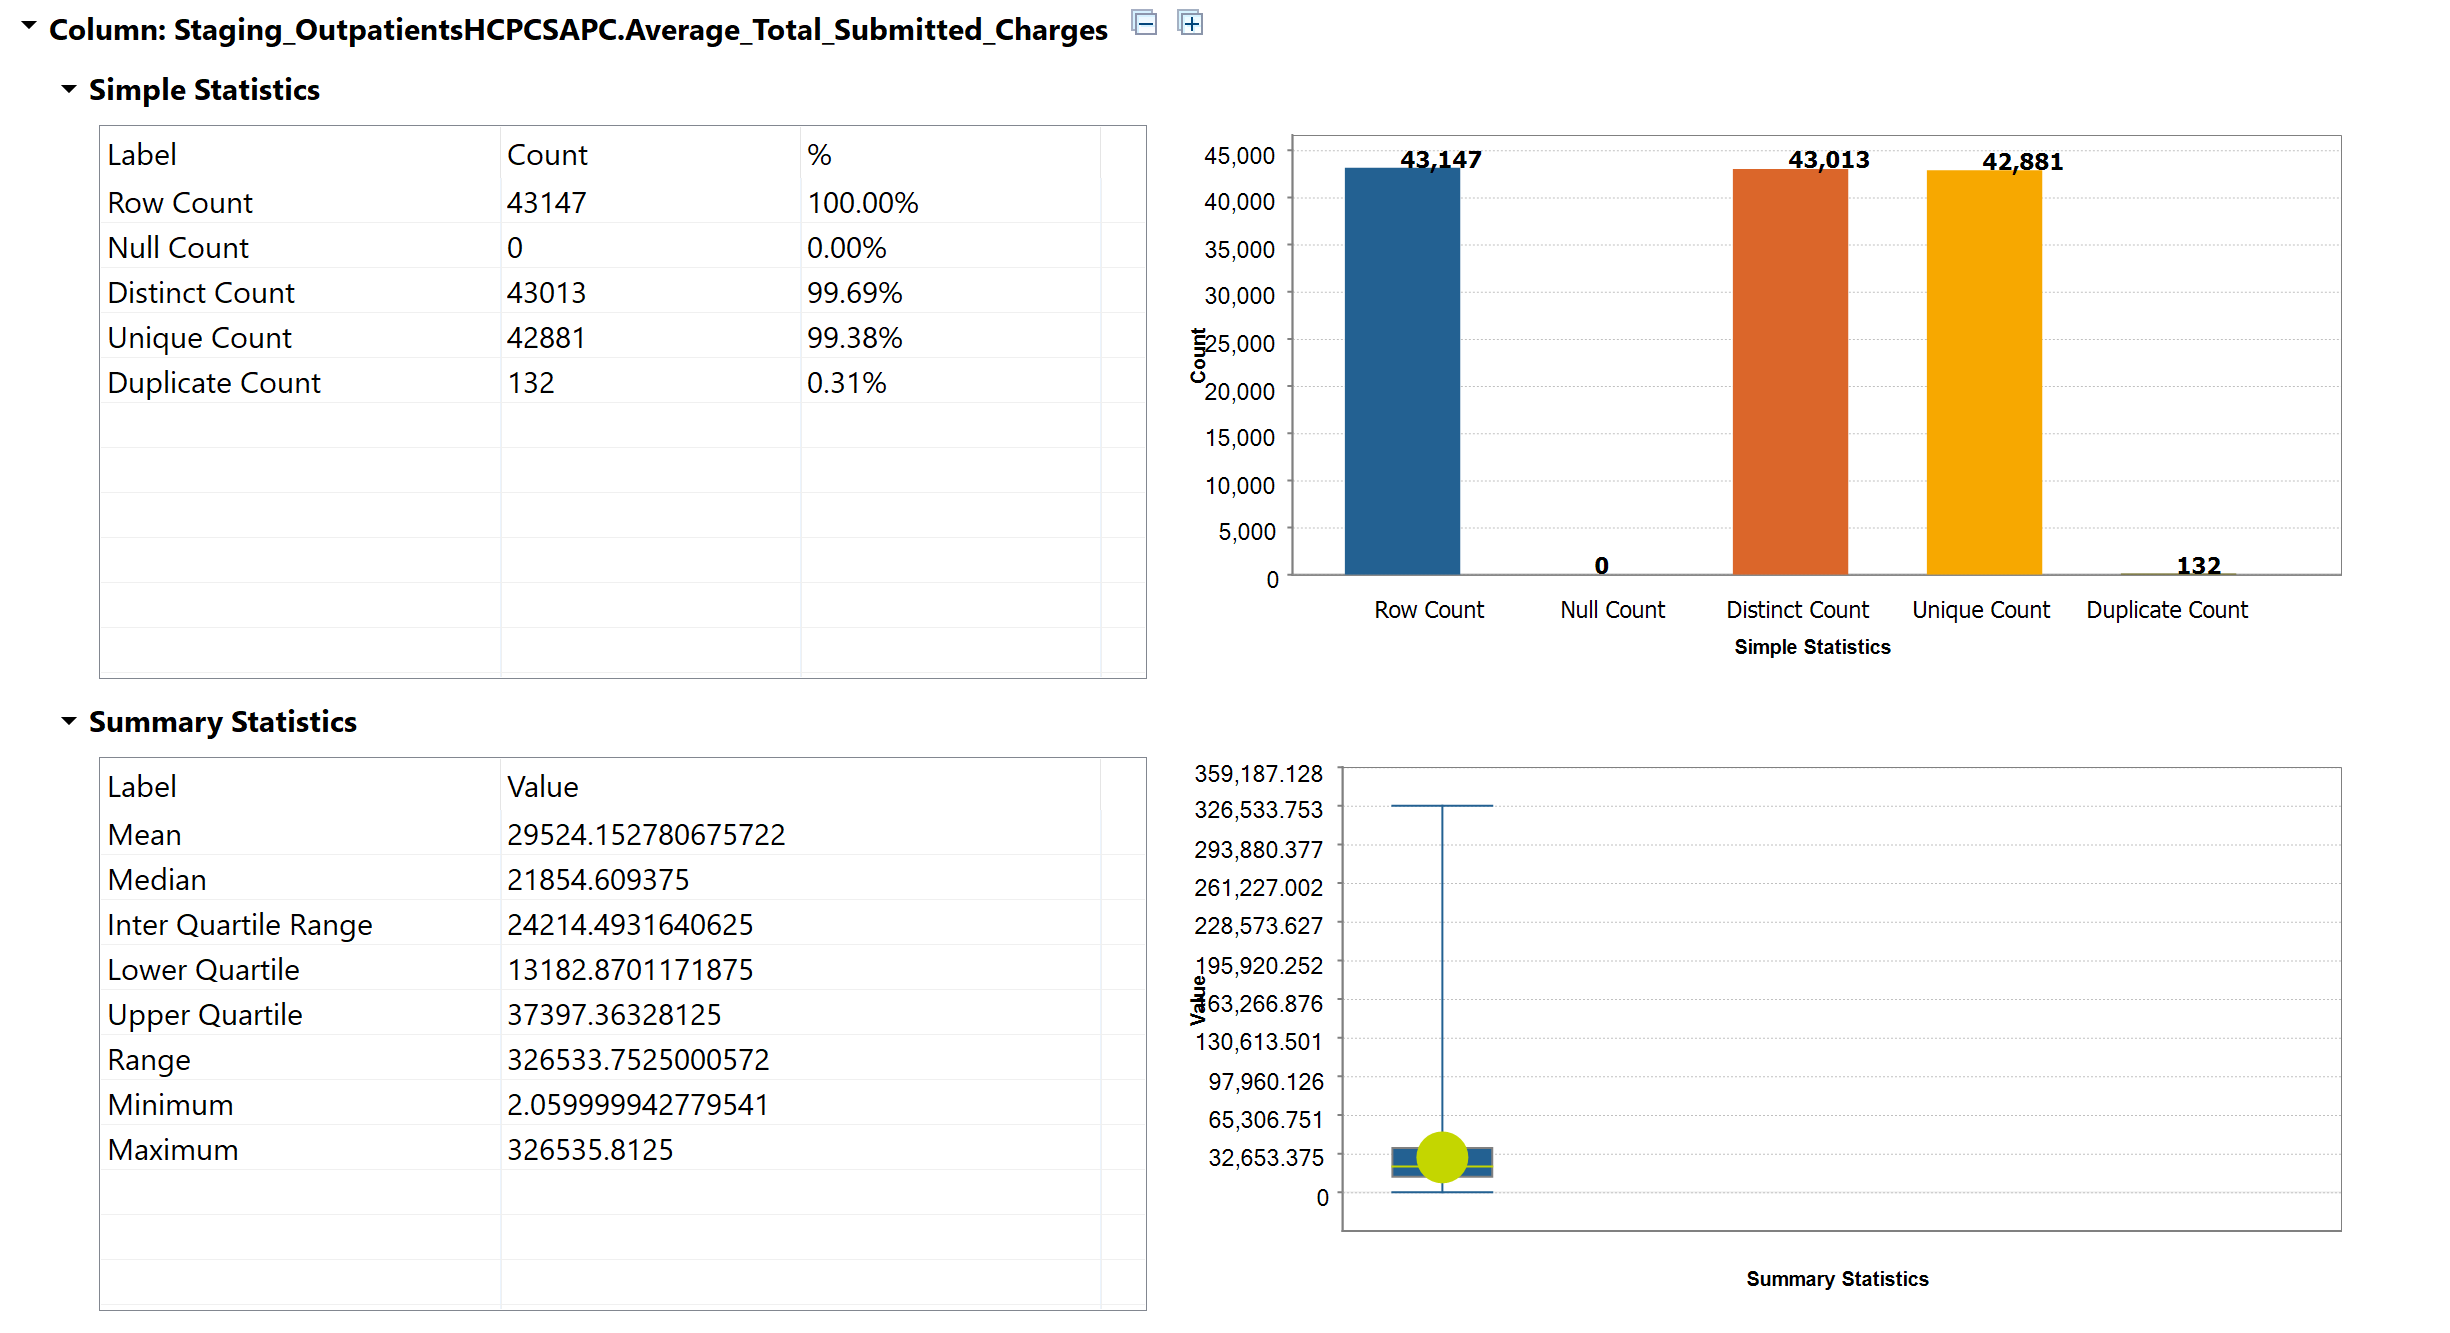 Column: Staging_OutpatientsHCPCSAPC.Average_Total_Submitted_Charges
Simple Statistics
Label Count %
Row Count 43147 100.00%
Null Count 0 0.00%
Distinct Count 43013 99.69%
Unique Count 42881 99.38%
Duplicate Count 132 0.31%
45,000
40,000
35,000
30,000
25,000
20,000
15,000
10,000
5,000
0
Count
43,147
0
43,013
42,881
132
Row Count Null Count Distinct Count Unique Count Duplicate Count
Simple Statistics
Summary Statistics
Label Value
Mean 29524.152780675722
Median 21854.609375
Inter Quartile Range 24214.4931640625
Lower Quartile 13182.8701171875
Upper Quartile 37397.36328125
Range 326533.7525000572
Minimum 2.059999942779541
Maximum 326535.8125
359,187.128
326,533.753
293,880.377
261,227.002
228,573.627
195,920.252
163,266.876
130,613.501
97,960.126
65,306.751
32,653.375
0
Value
Summary Statistics